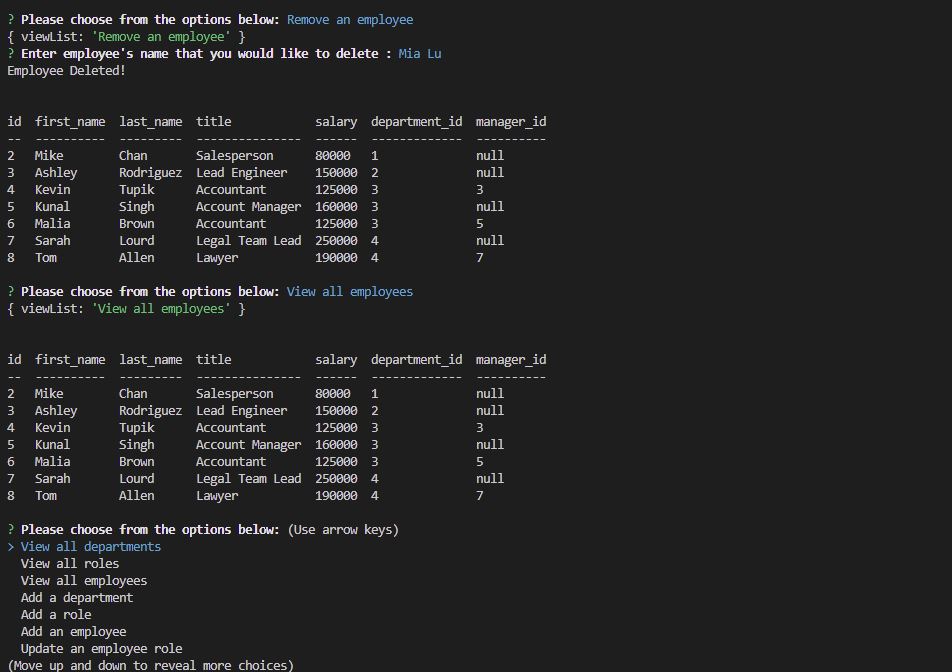 ? Please choose from the options below: Remove an employee
{ viewList: 'Remove an employee' }
? Enter employee's name that you would like to delete : Mia Lu
Employee Deleted!
id  first_name  last_name  title            salary  department_id  manager_id
--  ----------  ---------  ---------------  ------  -------------  ----------
2   Mike        Chan       Salesperson      80000   1              null
3   Ashley      Rodriguez  Lead Engineer    150000  2              null
4   Kevin       Tupik      Accountant       125000  3              3
5   Kunal       Singh      Account Manager  160000  3              null
6   Malia       Brown      Accountant       125000  3              5
7   Sarah       Lourd      Legal Team Lead  250000  4              null
8   Tom         Allen      Lawyer           190000  4              7
? Please choose from the options below: View all employees
{ viewList: 'View all employees' }
id  first_name  last_name  title            salary  department_id  manager_id
--  ----------  ---------  ---------------  ------  -------------  ----------
2   Mike        Chan       Salesperson      80000   1              null
3   Ashley      Rodriguez  Lead Engineer    150000  2              null
4   Kevin       Tupik      Accountant       125000  3              3
5   Kunal       Singh      Account Manager  160000  3              null
6   Malia       Brown      Accountant       125000  3              5
7   Sarah       Lourd      Legal Team Lead  250000  4              null
8   Tom         Allen      Lawyer           190000  4              7
? Please choose from the options below: (Use arrow keys)
> View all departments
  View all roles
  View all employees
  Add a department
  Add a role
  Add an employee
  Update an employee role
(Move up and down to reveal more choices)